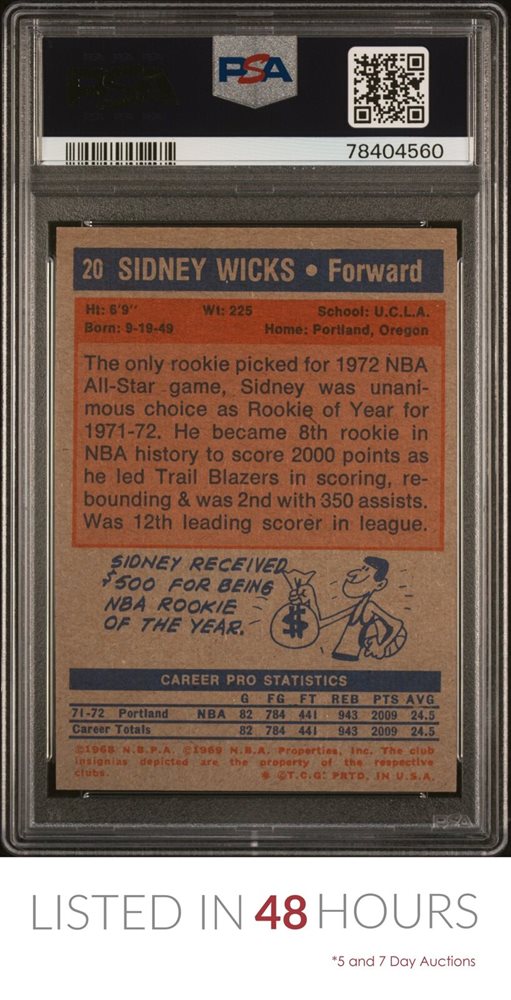 PSA
78404560
20 SIDNEY WICKS • Forward
Ht: 6'9" Wt: 225 School: U.C.L.A.
Born: 9-19-49 Home: Portland, Oregon
The only rookie picked for 1972 NBA
All-Star game, Sidney was unani-
mous choice as Rookie of Year for
1971-72. He became 8th rookie in
NBA history to score 2000 points as
he led Trail Blazers in scoring, re-
bounding & was 2nd with 350 assists.
Was 12th leading scorer in league.
SIDNEY RECEIVED
$500 FOR BEING
NBA ROOKIE
OF THE YEAR.
$
CAREER PRO STATISTICS
G FG FT REB PTS AVG
71-72 Portland NBA 82 784 441 943 2009 24.5
Career Totals 82 784 441 943 2009 24.5
©1968 N.B.P.A. ©1969 N.B.A. Properties, Inc. The club
insignias depicted are the property of the respective
clubs. * ©T.C.G. PRTD. IN U.S.A.
PSA
LISTED IN 48 HOURS
*5 and 7 Day Auctions